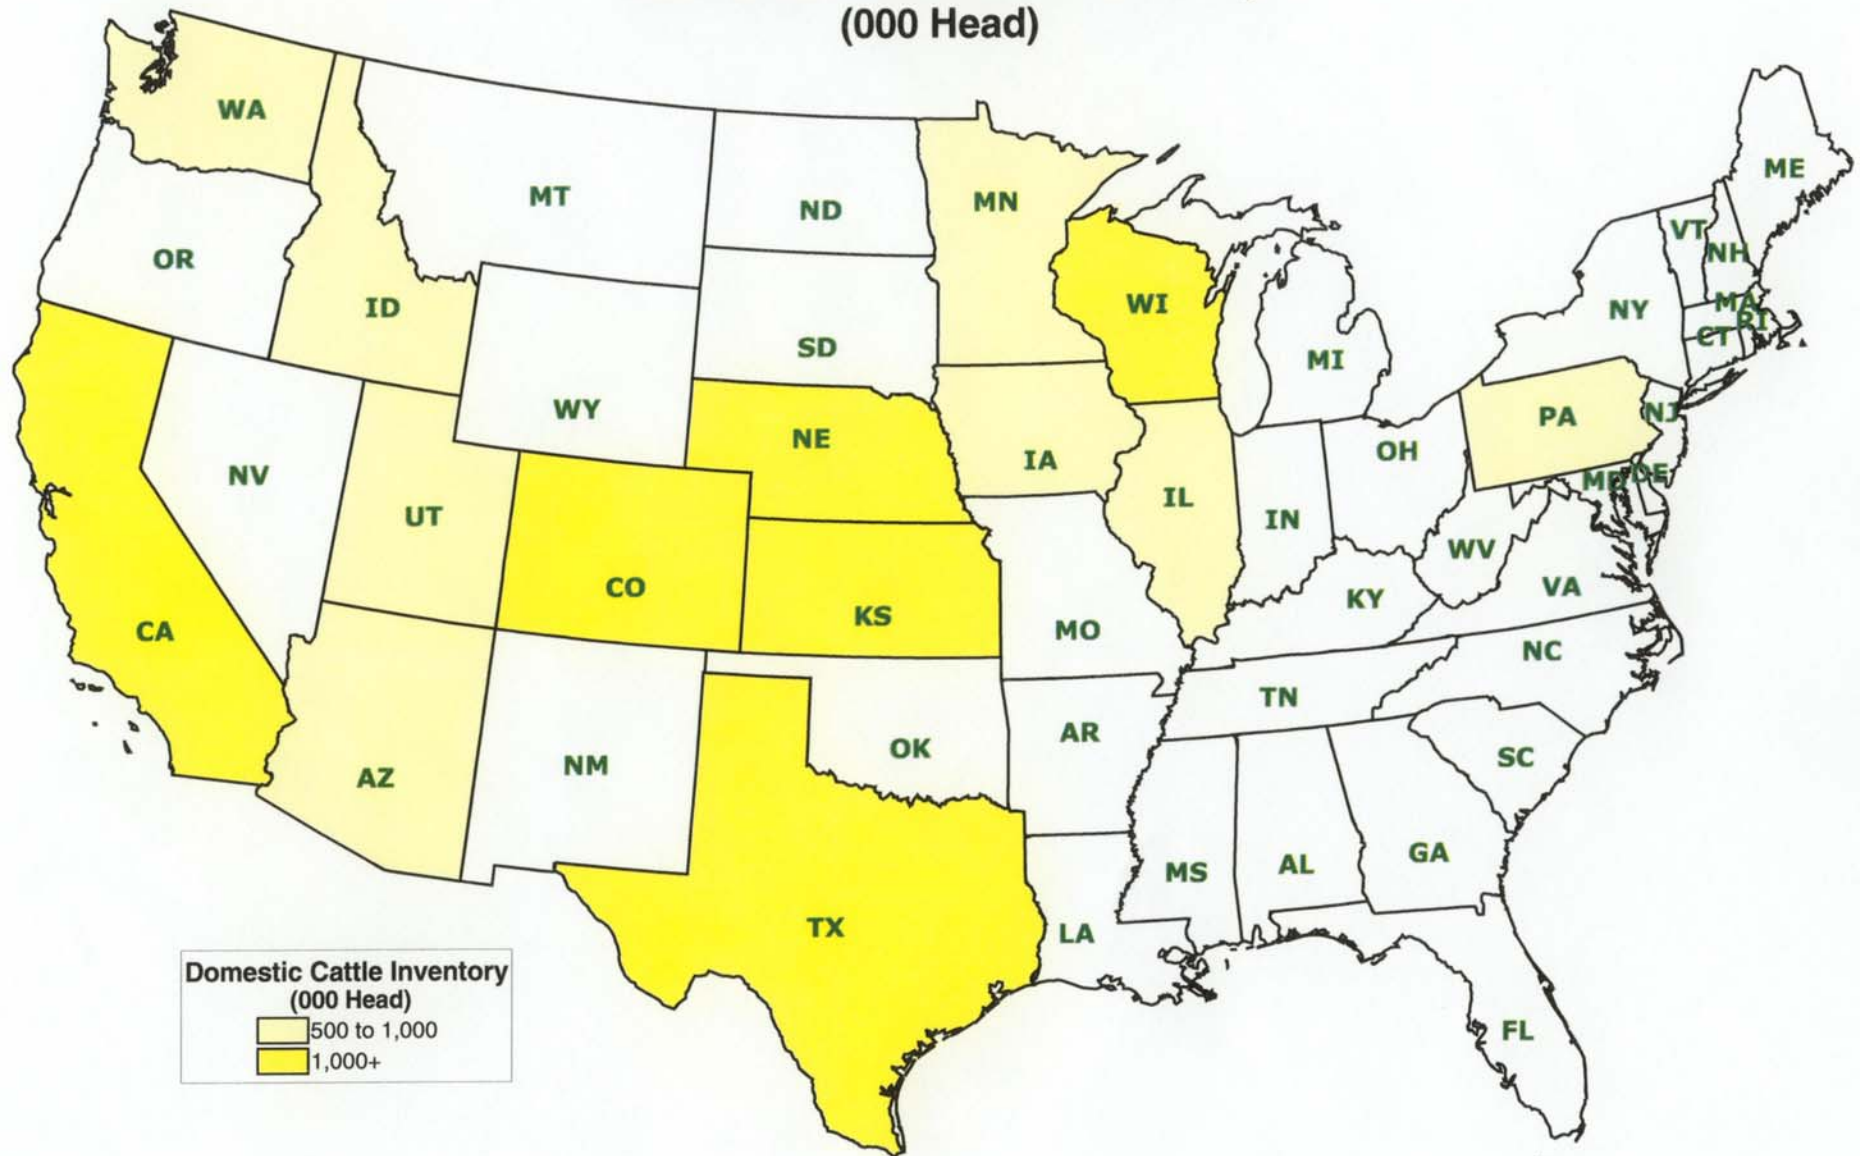 (000 Head)
WA
MT
ND
MN
ME
OR
ID
SD
WI
MI
VT
NH
NY
MA
RI
CT
WY
NE
IA
PA
NJ
NV
UT
CO
KS
IL
IN
OH
MD
DE
WV
VA
KY
CA
MO
NC
TN
AZ
NM
OK
AR
SC
MS
AL
GA
TX
LA
FL
Domestic Cattle Inventory
(000 Head)
500 to 1,000
1,000+